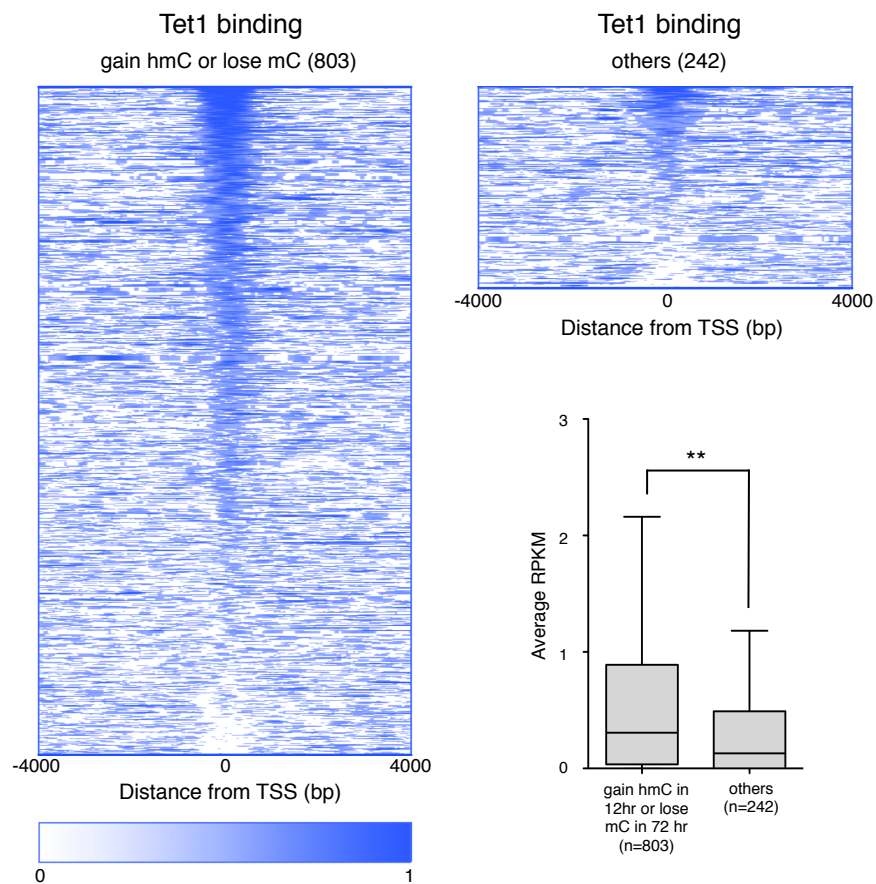 Tet1 binding
gain hmC or lose mC (803)
-4000
0
4000
Distance from TSS (bp)
0
1
Tet1 binding
others (242)
-4000
0
4000
Distance from TSS (bp)
3
2
1
0
Average RPKM
**
gain hmC in
12hr or lose
mC in 72 hr
(n=803)
others
(n=242)